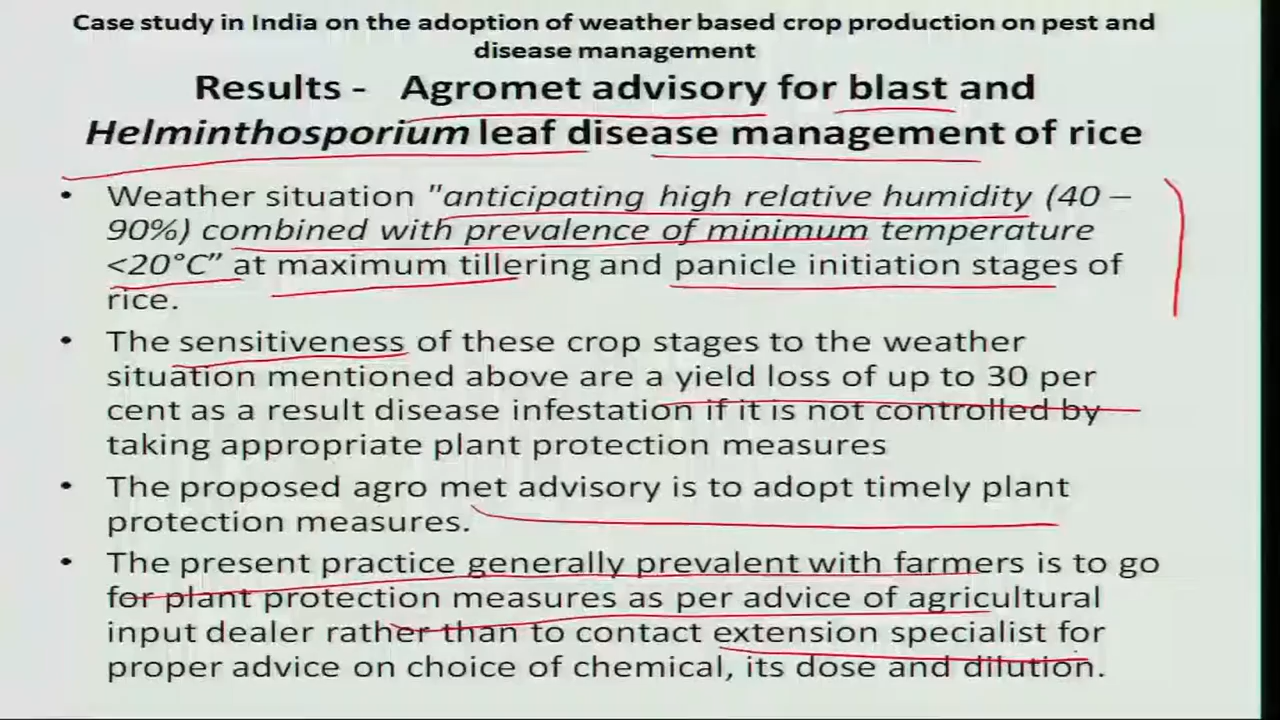 Case study in India on the adoption of weather based crop production on pest and
disease management
Results - Agromet advisory for blast and
Helminthosporium leaf disease management of rice
• Weather situation "anticipating high relative humidity (40 –
90%) combined with prevalence of minimum temperature
<20°C" at maximum tillering and panicle initiation stages of
rice.
• The sensitiveness of these crop stages to the weather
situation mentioned above are a yield loss of up to 30 per
cent as a result disease infestation if it is not controlled by
taking appropriate plant protection measures
• The proposed agro met advisory is to adopt timely plant
protection measures.
• The present practice generally prevalent with farmers is to go
for plant protection measures as per advice of agricultural
input dealer rather than to contact extension specialist for
proper advice on choice of chemical, its dose and dilution.